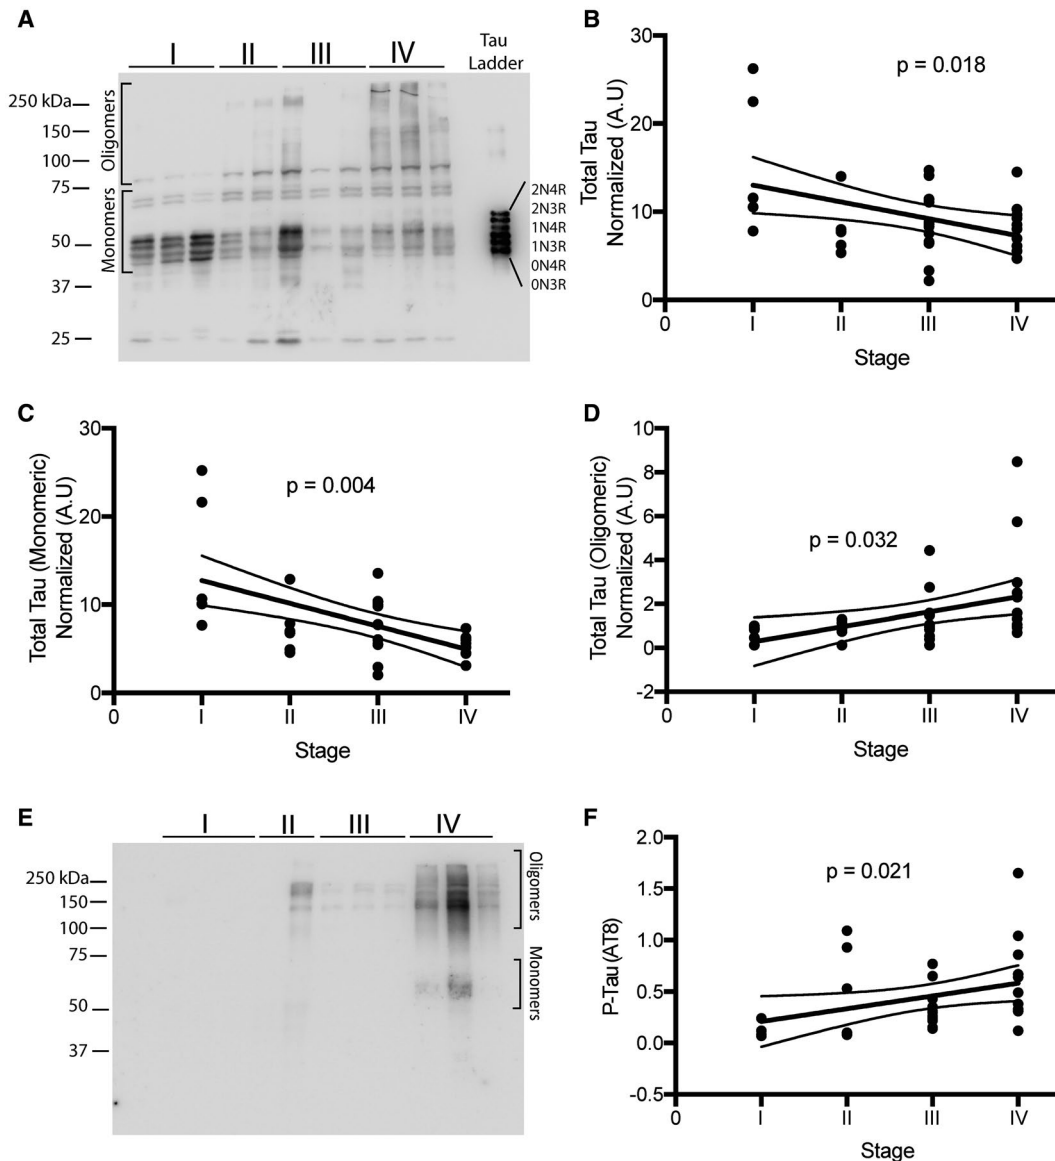 A
I II III IV
Tau
Ladder
250 kDa
150
100
75
50
37
25
Oligomers
Monomers
2N4R
2N3R
1N4R
1N3R
0N4R
0N3R
B
p = 0.018
Total Tau
Normalized (A.U)
30
20
10
0
0 I II III IV
Stage
C
p = 0.004
Total Tau (Monomeric)
Normalized (A.U)
30
20
10
0
0 I II III IV
Stage
D
p = 0.032
Total Tau (Oligomeric)
Normalized (A.U)
10
8
6
4
2
0
-2
0 I II III IV
Stage
E
I II III IV
250 kDa
150
100
75
50
37
Oligomers
Monomers
F
p = 0.021
P-Tau (AT8)
2.0
1.5
1.0
0.5
0.0
-0.5
0 I II III IV
Stage